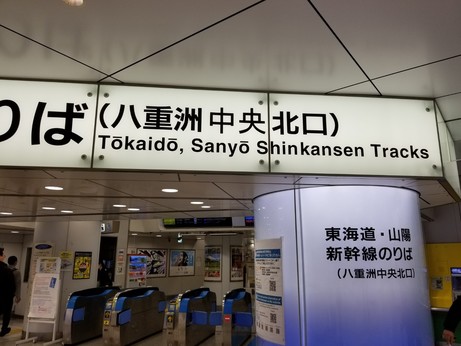 りば(八重洲中央北口)
Tōkaidō, Sanyō Shinkansen Tracks
東海道・山陽
新幹線のりば
(八重洲中央北口)